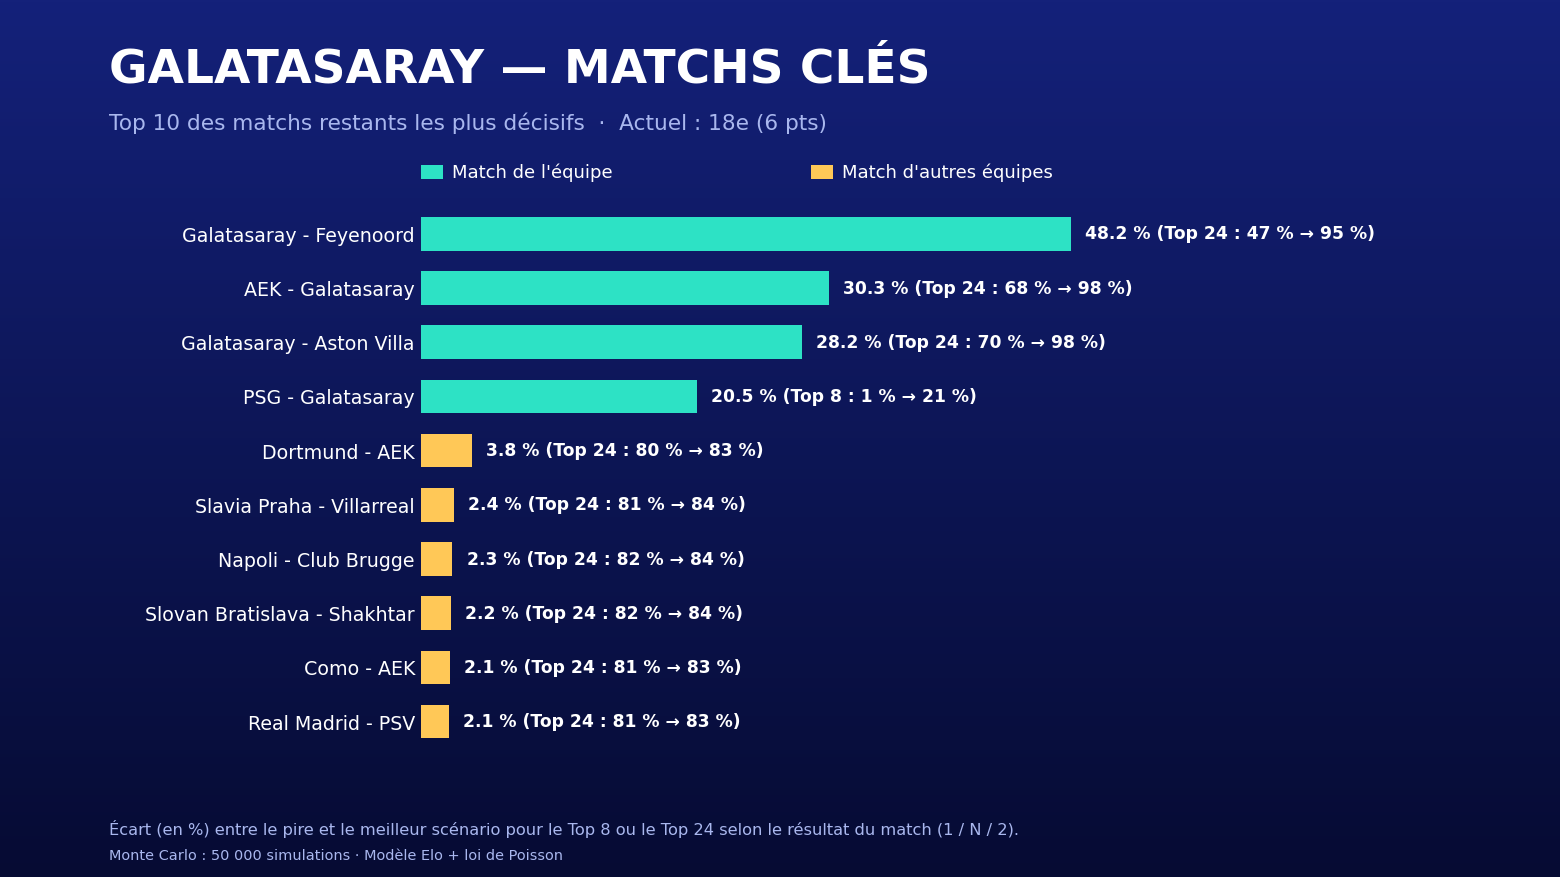 GALATASARAY — MATCHS CLÉS
Top 10 des matchs restants les plus décisifs · Actuel : 18e (6 pts)
Match de l'équipe
Match d'autres équipes
Galatasaray - Feyenoord 48.2 % (Top 24 : 47 % → 95 %)
AEK - Galatasaray 30.3 % (Top 24 : 68 % → 98 %)
Galatasaray - Aston Villa 28.2 % (Top 24 : 70 % → 98 %)
PSG - Galatasaray 20.5 % (Top 8 : 1 % → 21 %)
Dortmund - AEK 3.8 % (Top 24 : 80 % → 83 %)
Slavia Praha - Villarreal 2.4 % (Top 24 : 81 % → 84 %)
Napoli - Club Brugge 2.3 % (Top 24 : 82 % → 84 %)
Slovan Bratislava - Shakhtar 2.2 % (Top 24 : 82 % → 84 %)
Como - AEK 2.1 % (Top 24 : 81 % → 83 %)
Real Madrid - PSV 2.1 % (Top 24 : 81 % → 83 %)
Écart (en %) entre le pire et le meilleur scénario pour le Top 8 ou le Top 24 selon le résultat du match (1 / N / 2).
Monte Carlo : 50 000 simulations · Modèle Elo + loi de Poisson